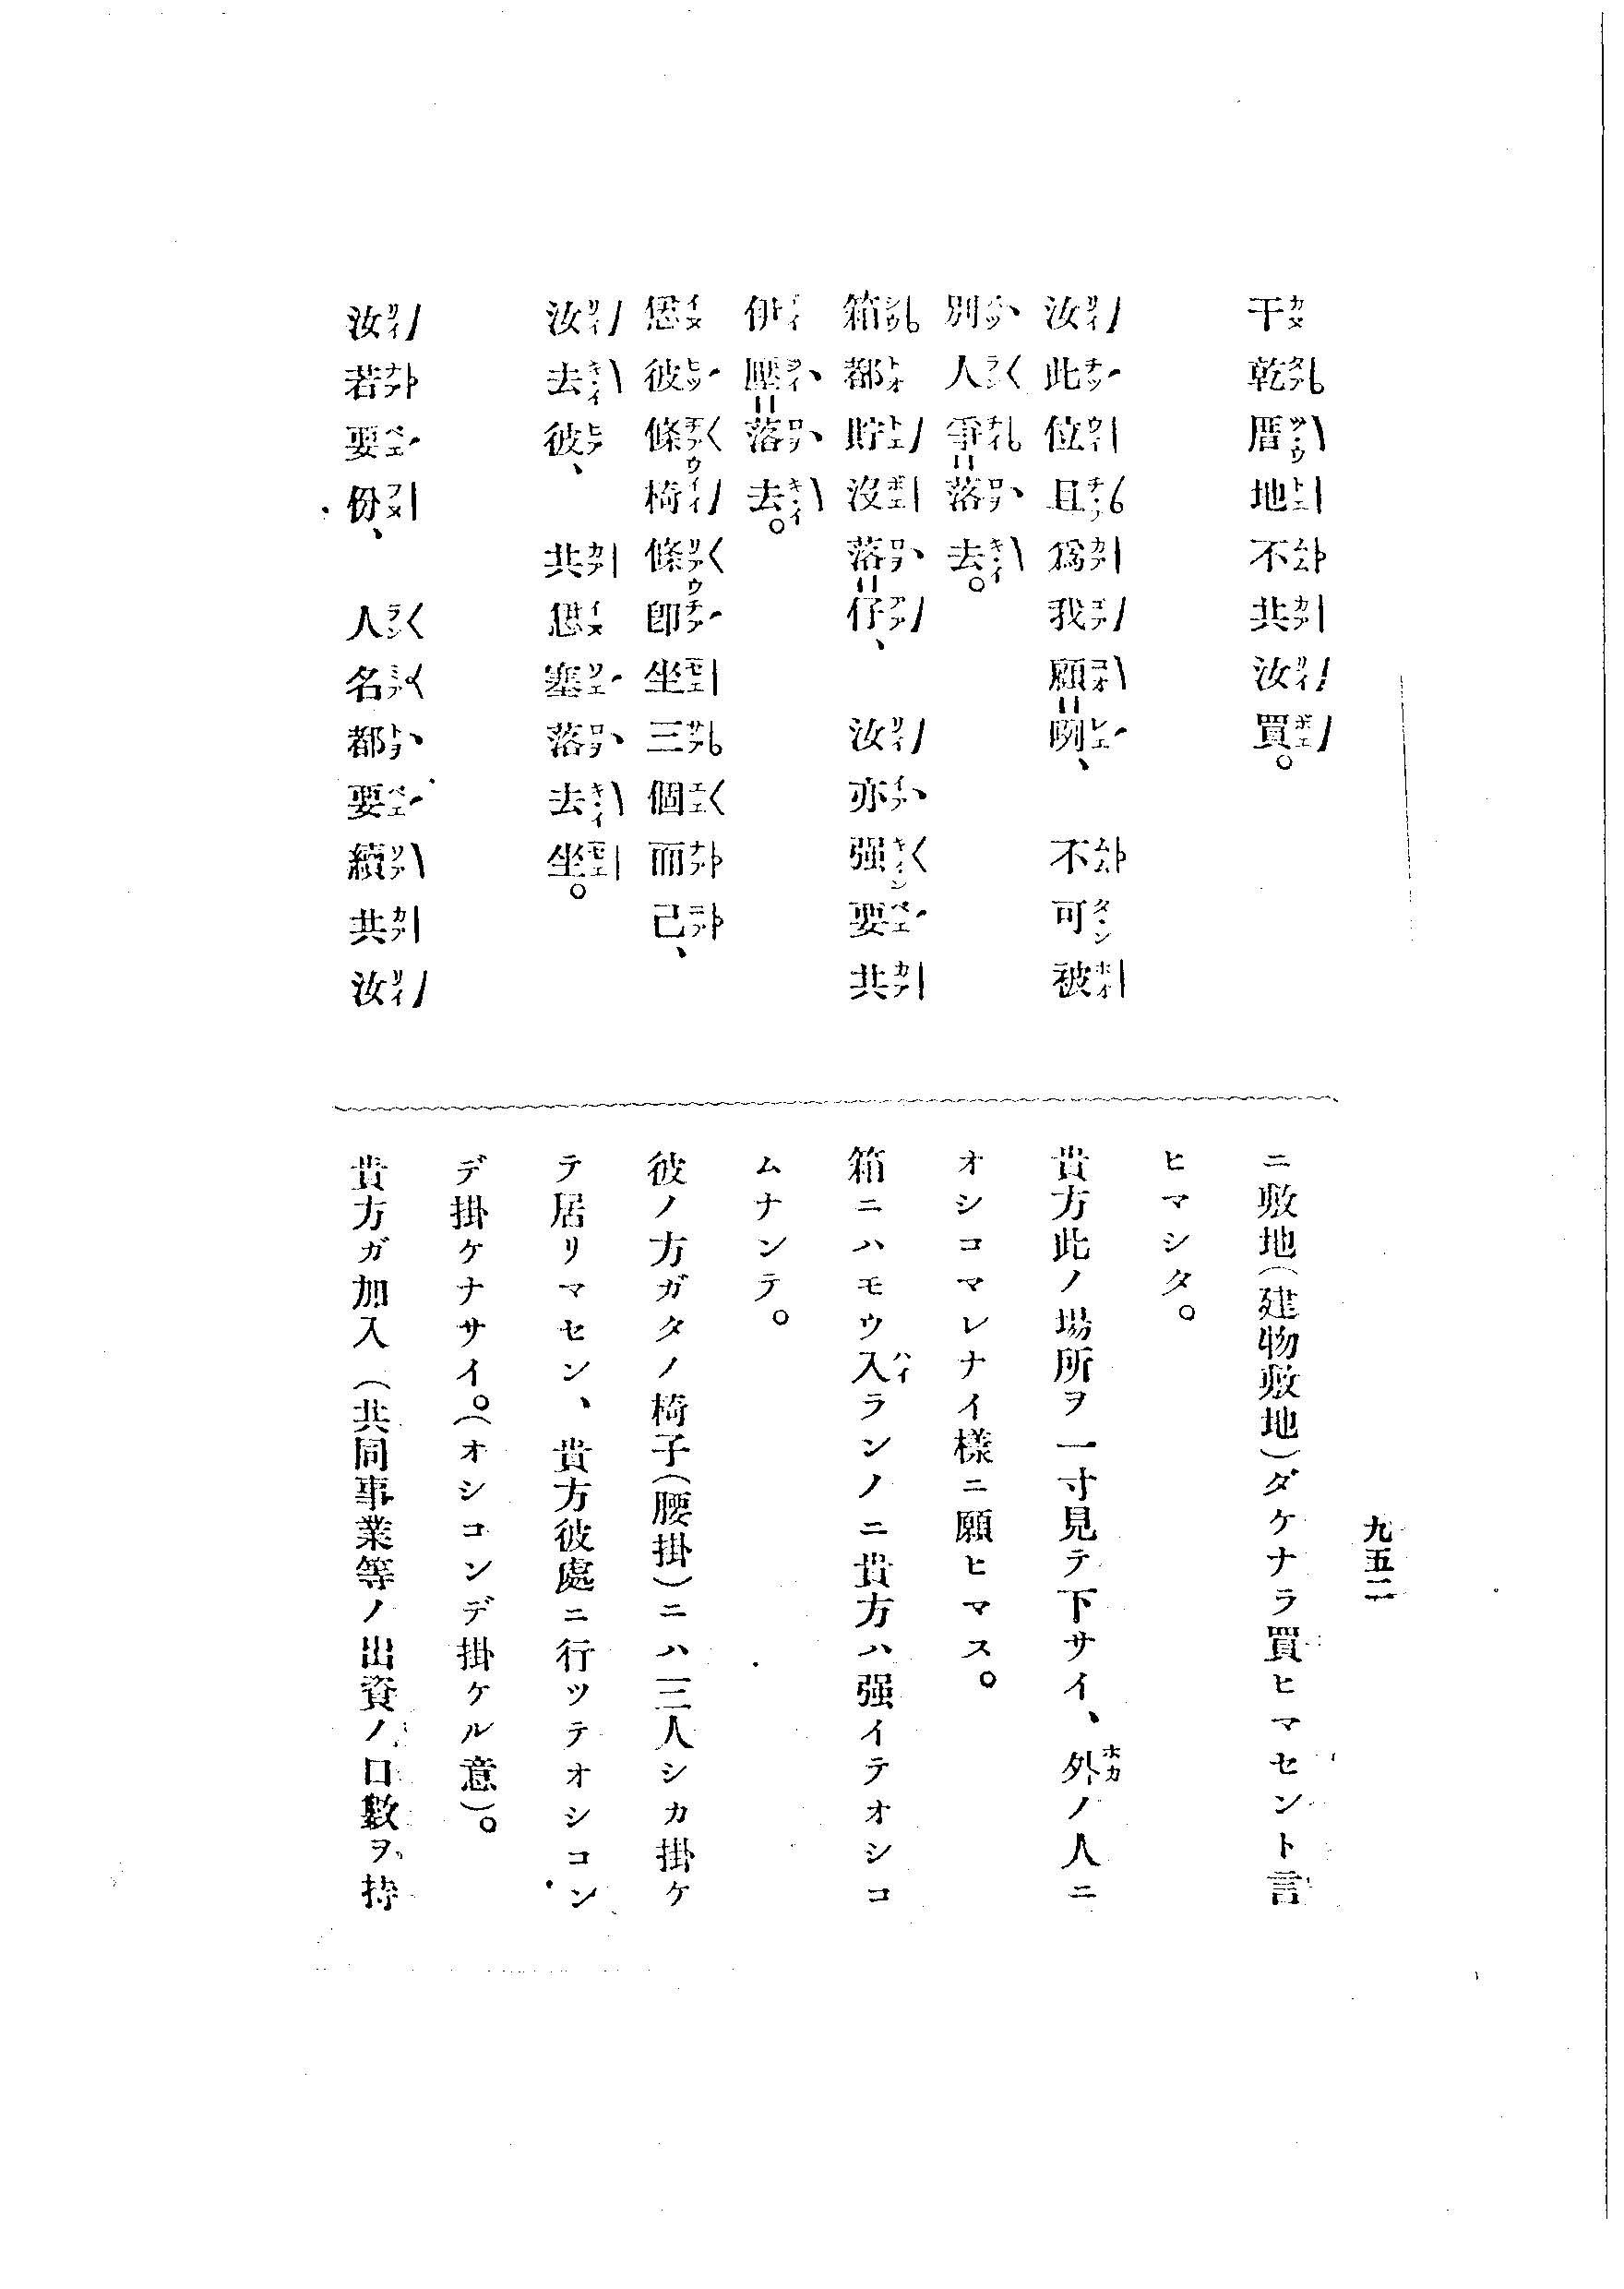 九五二
干乾厝地不共汝買。
汝此位且爲我顧=咧、不可被
別人爭=落去。
箱都貯沒落=仔、汝亦强要共
伊壓=落去。
恁彼條椅條即坐三個而已、
汝去彼、共恁塞落去坐。
汝若要份、人名都要續共汝
ニ敷地(建物敷地)ダケナラ買ヒマセント言
ヒマシタ。
貴方此ノ場所ヲ一寸見テ下サイ、外ノ人ニ
オシコマレナイ樣ニ願ヒマス。
箱ニハモウ入ランノニ貴方ハ强イテオシコ
ムナンテ。
彼ノ方ガタノ椅子(腰掛)ニハ三人シカ掛ケ
テ居リマセン、貴方彼處ニ行ツテオシコン
デ掛ケナサイ。(オシコンデ掛ケル意)。
貴方ガ加入(共同事業等ノ出資ノ口數ヲ、持